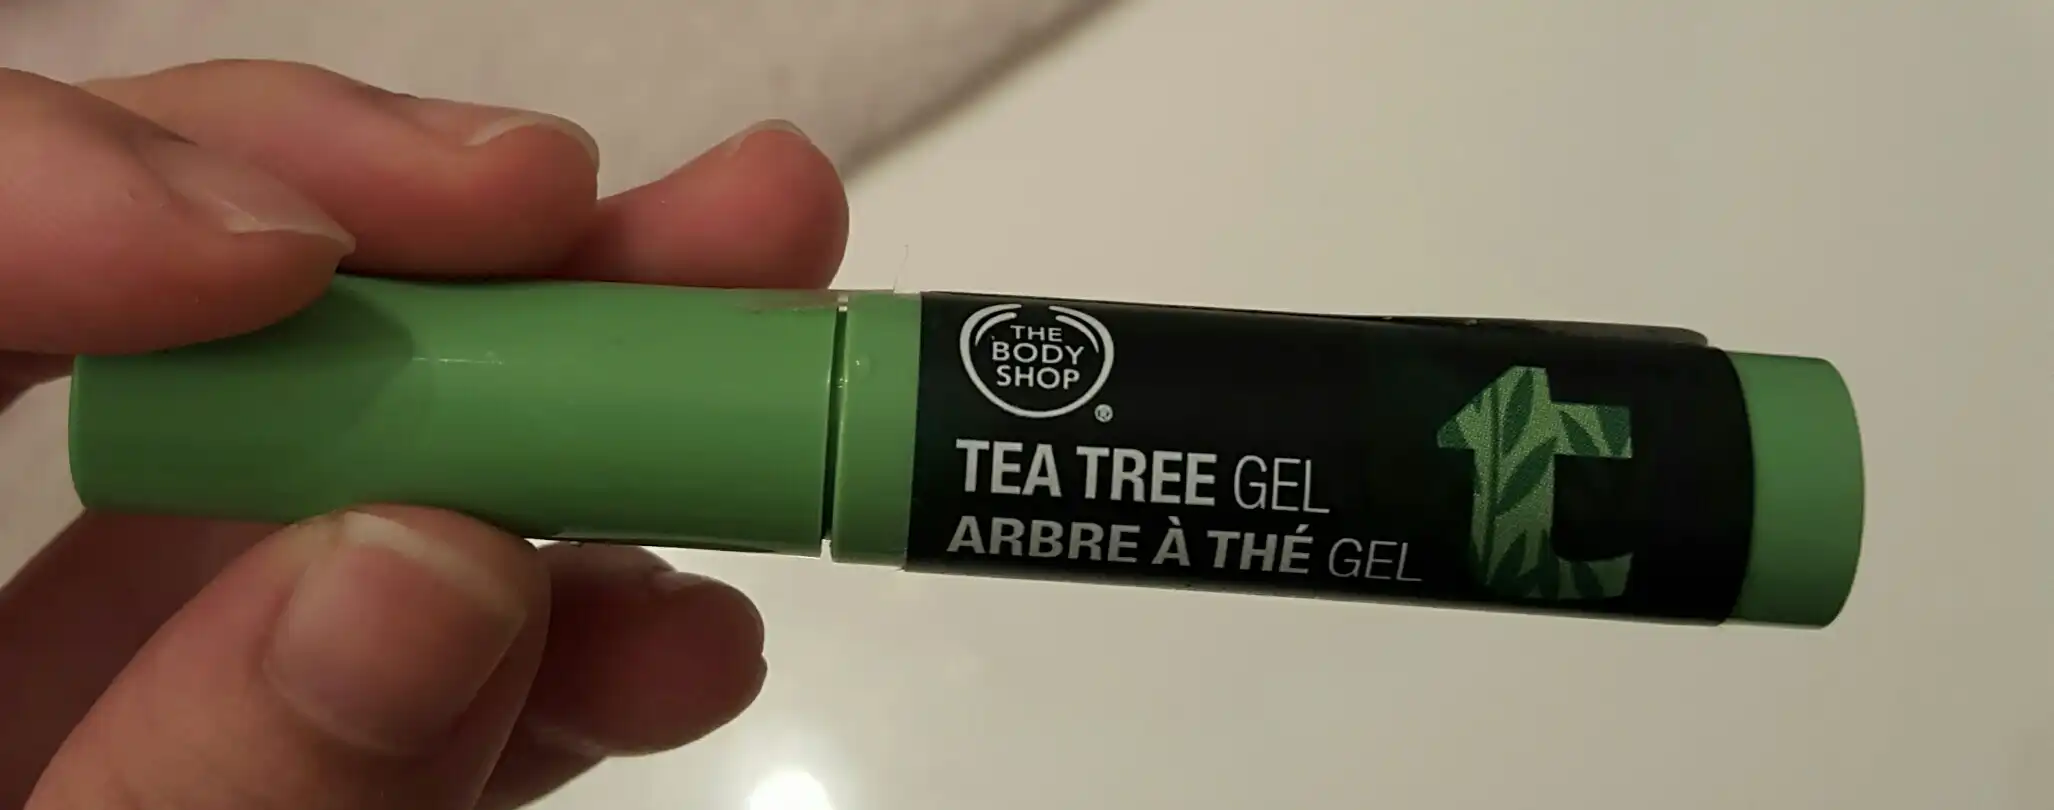 THE
BODY
SHOP
®
TEA TREE GEL
ARBRE À THÉ GEL
t